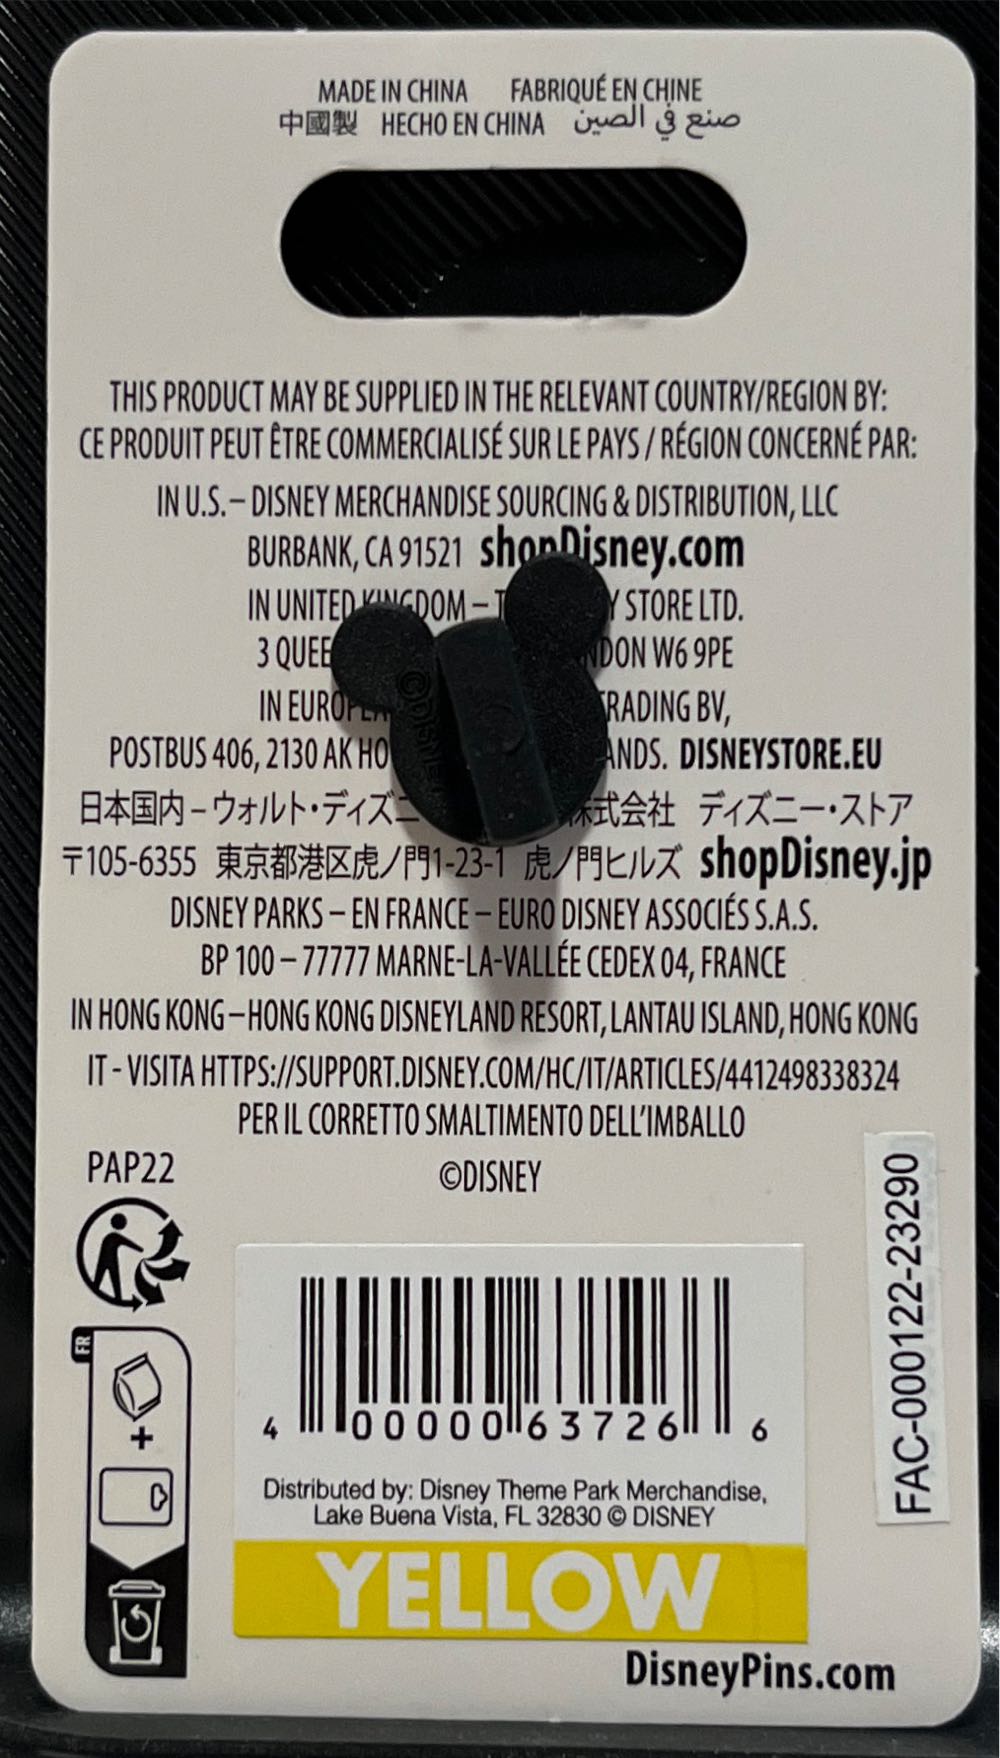 MADE IN CHINA FABRIQUÉ EN CHINE
中國製 HECHO EN CHINA صنع في الصين
THIS PRODUCT MAY BE SUPPLIED IN THE RELEVANT COUNTRY/REGION BY:
CE PRODUIT PEUT ÊTRE COMMERCIALISÉ SUR LE PAYS / RÉGION CONCERNÉ PAR:
IN U.S. – DISNEY MERCHANDISE SOURCING & DISTRIBUTION, LLC
BURBANK, CA 91521 shopDisney.com
IN UNITED KINGDOM – STORE LTD.
3 W6 9PE
IN TRADING BV,
POSTBUS 406, 2130 AK DISNEYSTORE.EU
日本国内 – ウォルト・ディズニ 株式会社 ディズニー・ストア
〒105-6355 東京都港区虎ノ門1-23-1 虎ノ門ヒルズ shopDisney.jp
DISNEY PARKS – EN FRANCE – EURO DISNEY ASSOCIÉS S.A.S.
BP 100 – 77777 MARNE-LA-VALLÉE CEDEX 04, FRANCE
IN HONG KONG – HONG KONG DISNEYLAND RESORT, LANTAU ISLAND, HONG KONG
IT - VISITA HTTPS://SUPPORT.DISNEY.COM/HC/IT/ARTICLES/4412498338324
PER IL CORRETTO SMALTIMENTO DELL'IMBALLO
©DISNEY
PAP22
FR
+
4 00000 63726 6
Distributed by: Disney Theme Park Merchandise,
Lake Buena Vista, FL 32830 © DISNEY
YELLOW
DisneyPins.com
FAC-000122-23290
©DISNEY